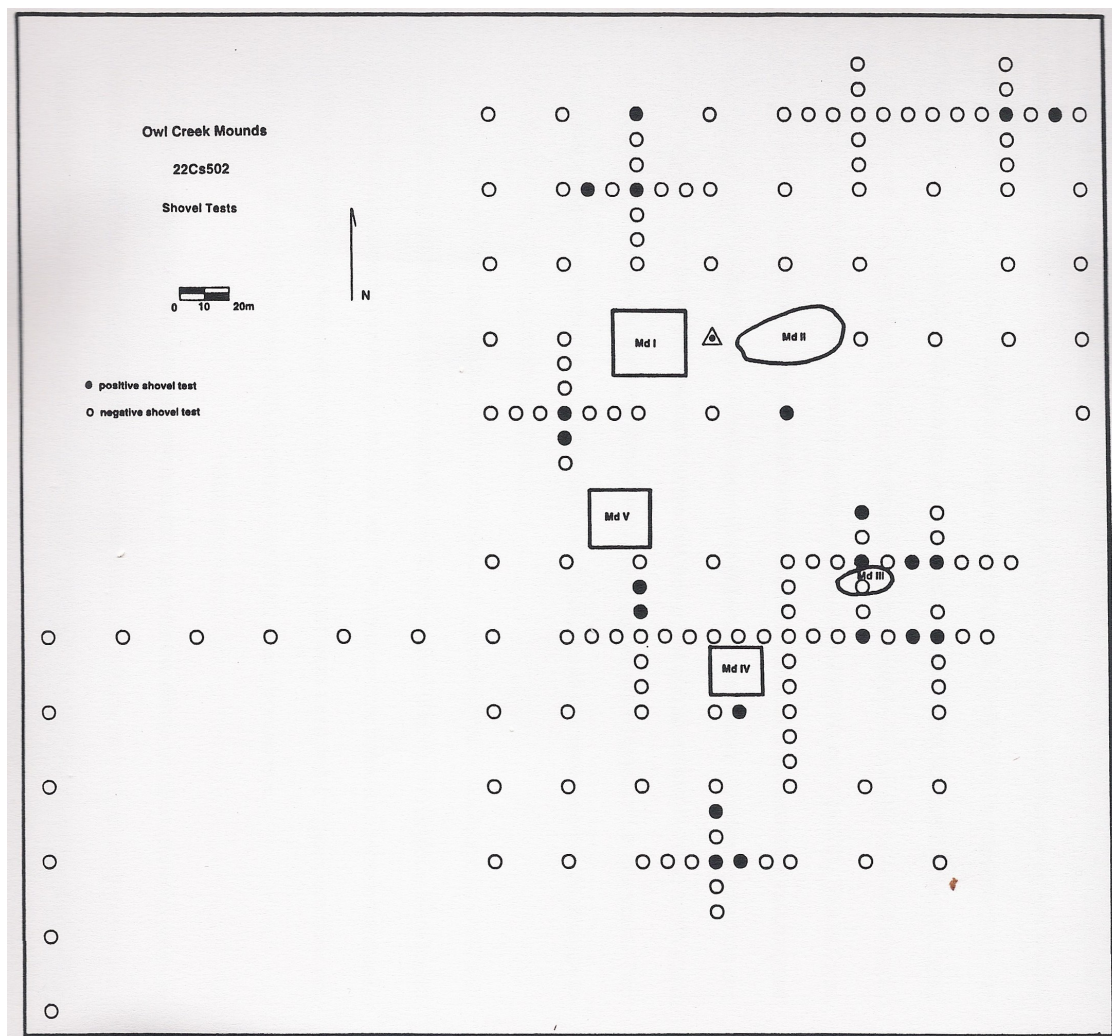 Owl Creek Mounds
22Cs502
Shovel Tests
N
0 10 20m
Md I
Md II
positive shovel test
negative shovel test
Md V
Md III
Md IV